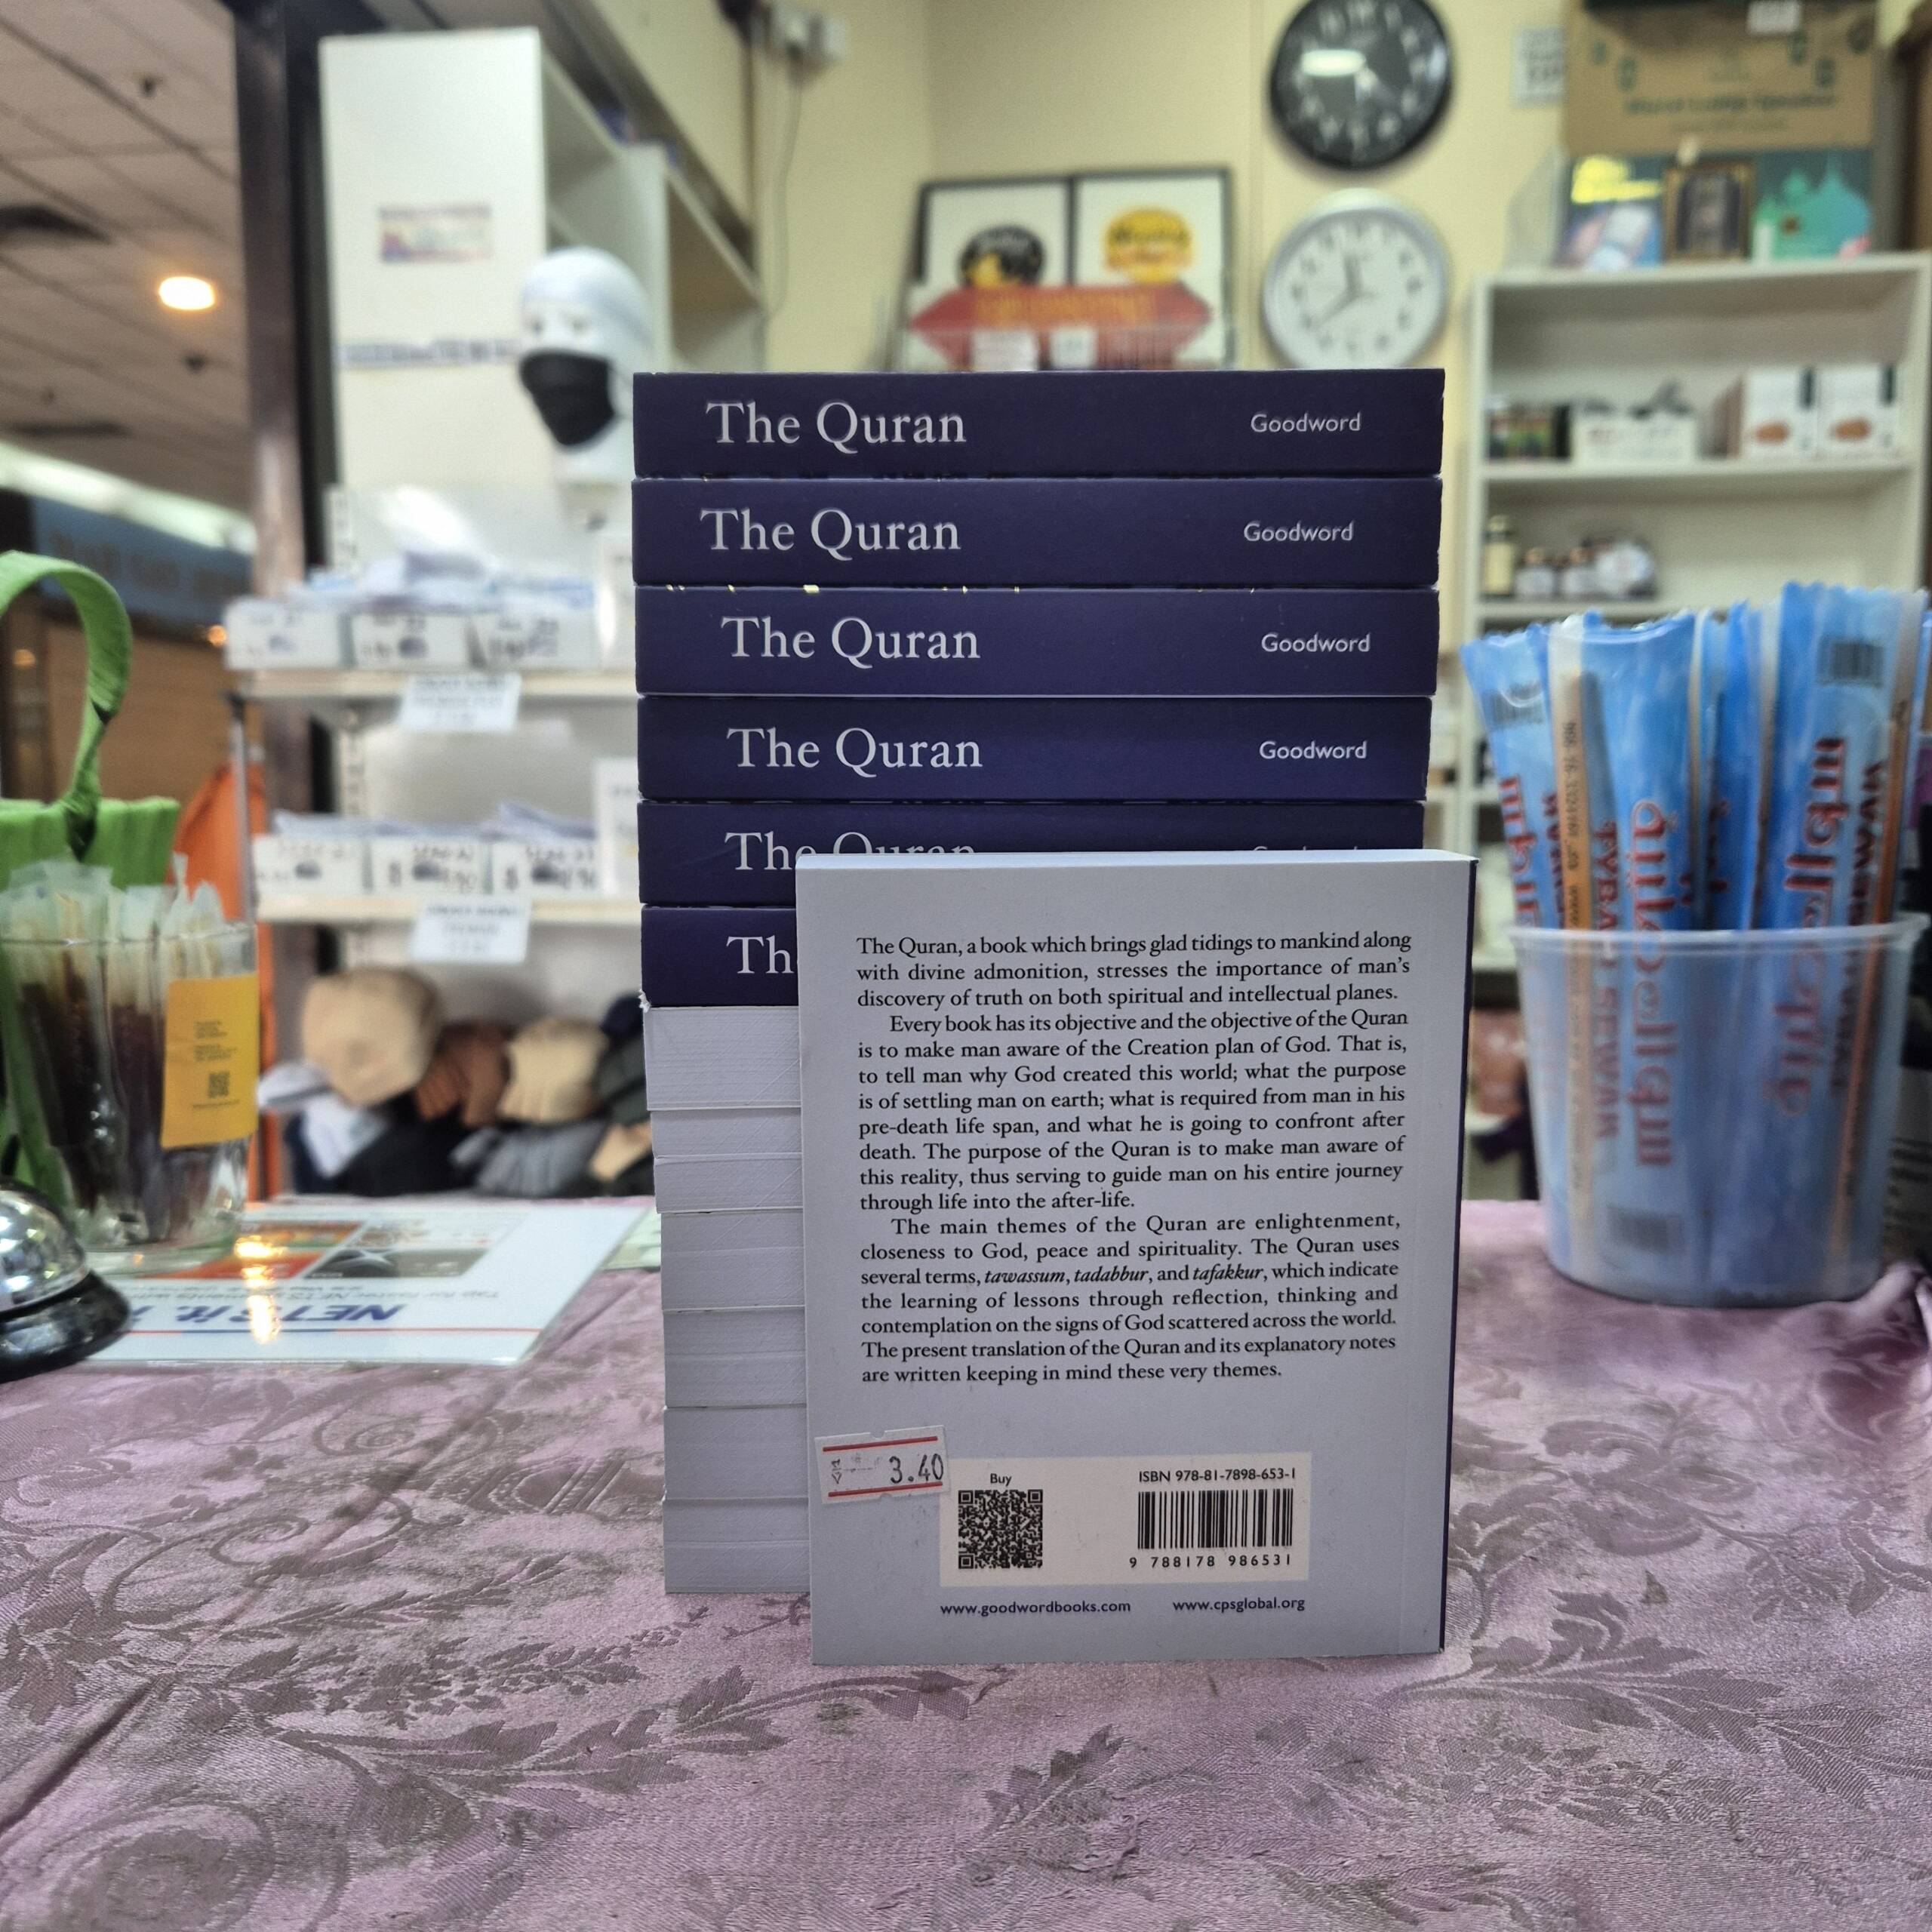 The Quran Goodword
The Quran Goodword
The Quran Goodword
The Quran Goodword
The Quran
Th
The Quran, a book which brings glad tidings to mankind along
with divine admonition, stresses the importance of man's
discovery of truth on both spiritual and intellectual planes.
Every book has its objective and the objective of the Quran
is to make man aware of the Creation plan of God. That is,
to tell man why God created this world; what the purpose
is of settling man on earth; what is required from man in his
pre-death life span, and what he is going to confront after
death. The purpose of the Quran is to make man aware of
this reality, thus serving to guide man on his entire journey
through life into the after-life.
The main themes of the Quran are enlightenment,
closeness to God, peace and spirituality. The Quran uses
several terms, tawassum, tadabbur, and tafakkur, which indicate
the learning of lessons through reflection, thinking and
contemplation on the signs of God scattered across the world.
The present translation of the Quran and its explanatory notes
are written keeping in mind these very themes.
3.40
Buy
ISBN 978-81-7898-653-1
9 788178 986531
www.goodwordbooks.com www.cpsglobal.org
SEWAK
NETS